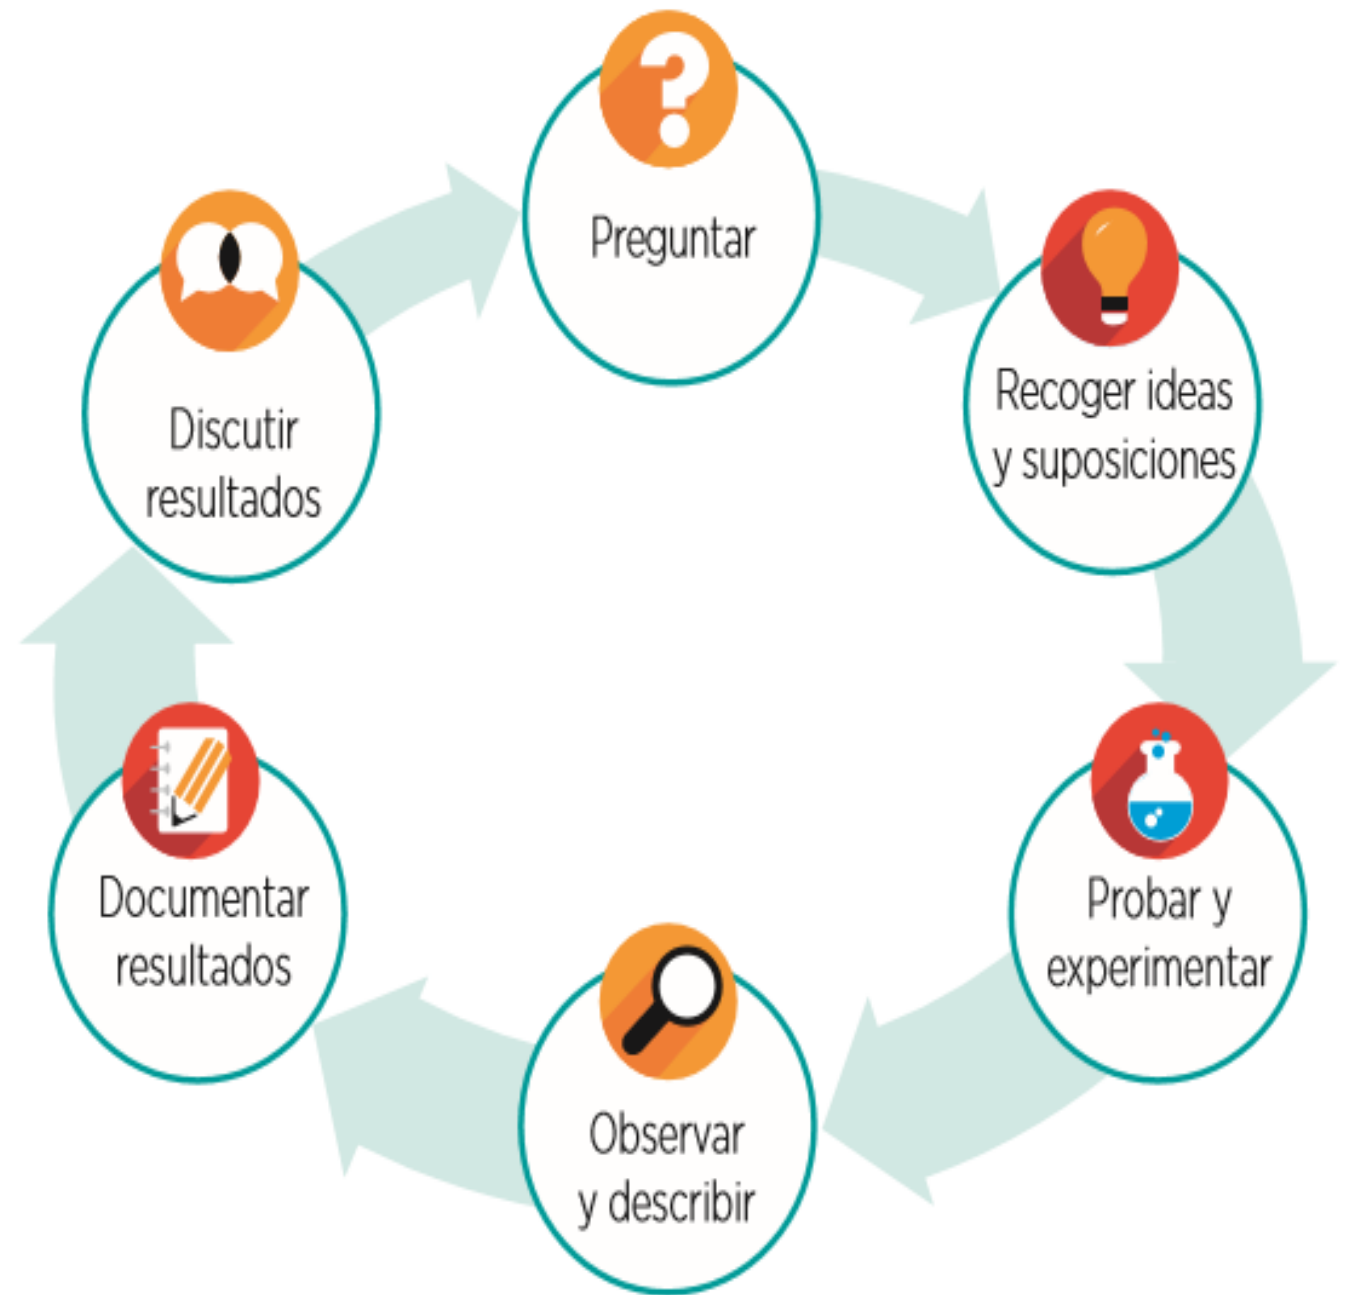 Preguntar
Recoger ideas
y suposiciones
Probar y
experimentar
Observar
y describir
Documentar
resultados
Discutir
resultados